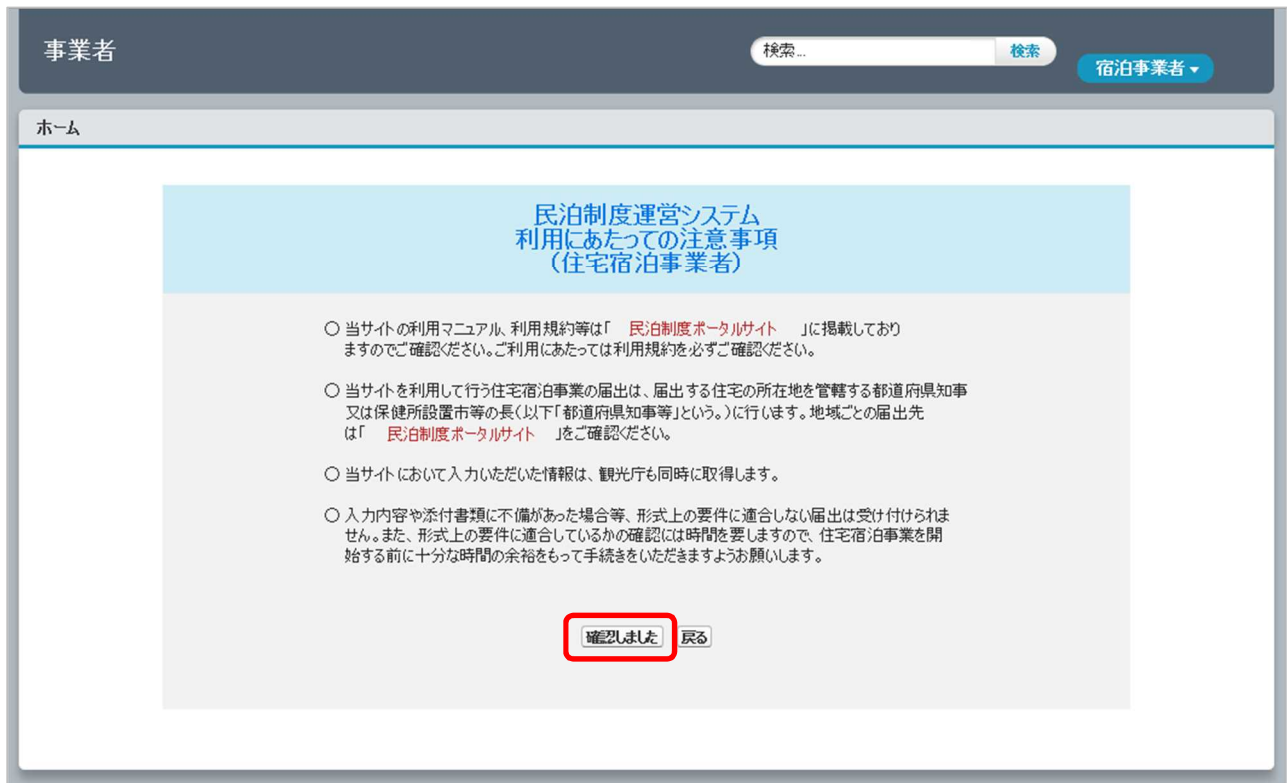 事業者
検索...
検索
宿泊事業者
ホーム
民泊制度運営システム
利用にあたっての注意事項
（住宅宿泊事業者）
○ 当サイトの利用マニュアル、利用規約等は「 民泊制度ポータルサイト 」に掲載しており
ますのでご確認ください。ご利用にあたっては利用規約を必ずご確認ください。
○ 当サイトを利用して行う住宅宿泊事業の届出は、届出する住宅の所在地を管轄する都道府県知事
又は保健所設置市等の長(以下「都道府県知事等」という。)に行います。地域ごとの届出先
は「 民泊制度ポータルサイト 」をご確認ください。
○ 当サイトにおいて入力いただいた情報は、観光庁も同時に取得します。
○ 入力内容や添付書類に不備があった場合等、形式上の要件に適合しない届出は受け付けられま
せん。また、形式上の要件に適合しているかの確認には時間を要しますので、住宅宿泊事業を開
始する前に十分な時間の余裕をもって手続きをいただきますようお願いします。
確認しました 戻る